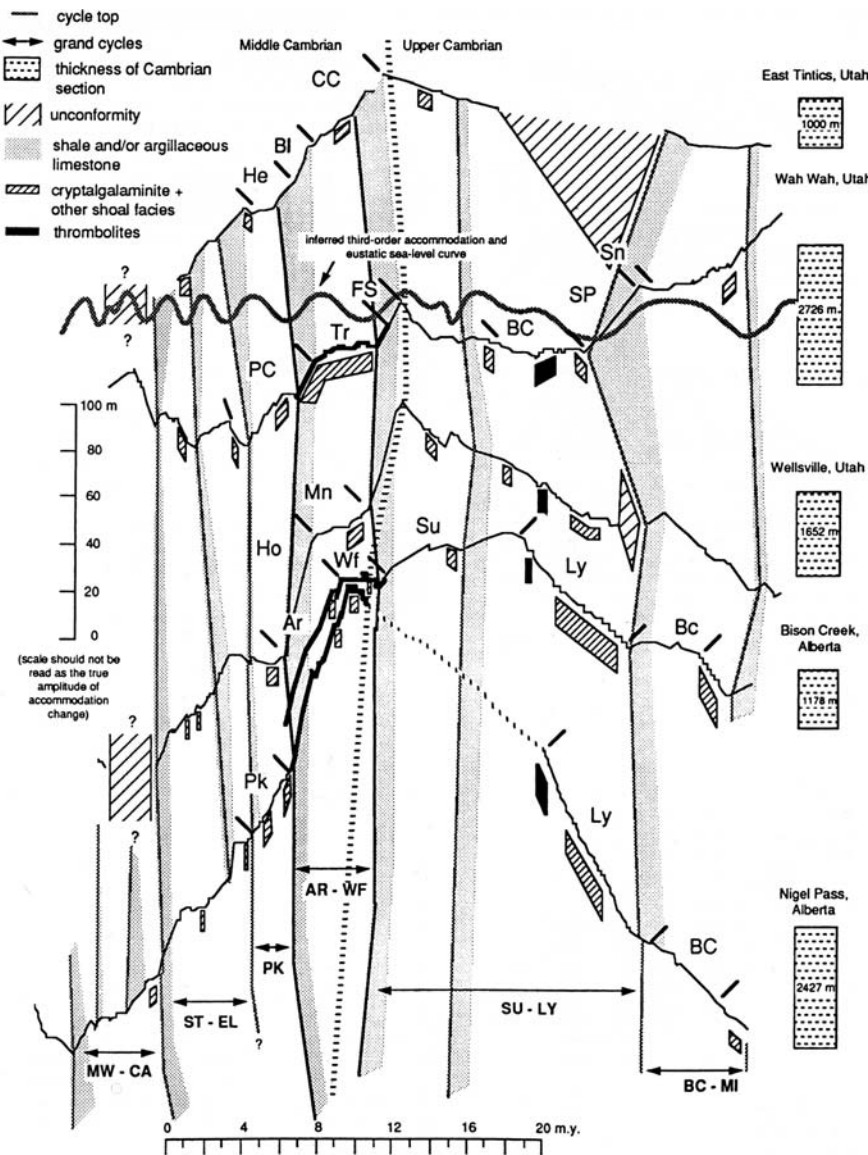 cycle top
grand cycles
thickness of Cambrian
section
unconformity
shale and/or argillaceous
limestone
cryptalgalaminite +
other shoal facies
thrombolites
Middle Cambrian
Upper Cambrian
CC
BI
He
East Tintics, Utah
1000 m
Wah Wah, Utah
?
inferred third-order accommodation and
eustatic sea-level curve
Sn
FS
SP
2726 m
?
Tr
BC
PC
100 m
80
60
40
20
0
(scale should not be
read as the true
amplitude of
accommodation
change)
Wellsville, Utah
1652 m
Mn
Su
Ho
Wf
Ly
Ar
Bc
Bison Creek,
Alberta
1178 m
?
Pk
?
Ly
AR - WF
Nigel Pass,
Alberta
2427 m
BC
PK
ST - EL
SU - LY
?
MW - CA
BC - MI
0
4
8
12
16
20 m.y.